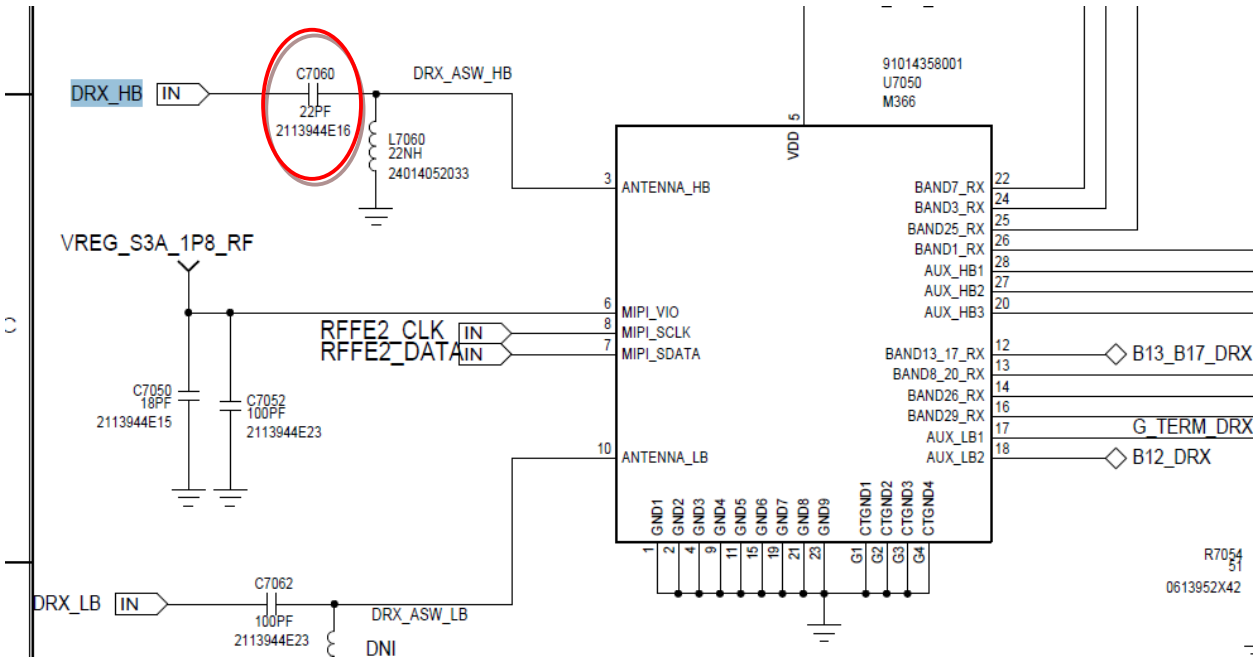 91014358001
U7050
M366
DRX_HB
IN
C7060
22PF
2113944E16
DRX_ASW_HB
L7060
22NH
24014052033
VDD
5
3
ANTENNA_HB
BAND7_RX
22
BAND3_RX
24
BAND25_RX
25
BAND1_RX
26
AUX_HB1
28
AUX_HB2
27
AUX_HB3
20
VREG_S3A_1P8_RF
C
6
MIPI_VIO
RFFE2_CLK
IN
8
MIPI_SCLK
RFFE2_DATA
IN
7
MIPI_SDATA
BAND13_17_RX
12
B13_B17_DRX
BAND8_20_RX
13
BAND26_RX
14
BAND29_RX
16
AUX_LB1
17
G_TERM_DRX
AUX_LB2
18
B12_DRX
C7050
18PF
2113944E15
C7052
100PF
2113944E23
10
ANTENNA_LB
GND1
GND2
GND3
GND4
GND5
GND6
GND7
GND8
GND9
CTGND1
CTGND2
CTGND3
CTGND4
1
2
4
9
11
15
19
21
23
G1
G2
G3
G4
R7054
51
0613952X42
DRX_LB
IN
C7062
100PF
2113944E23
DRX_ASW_LB
DNI